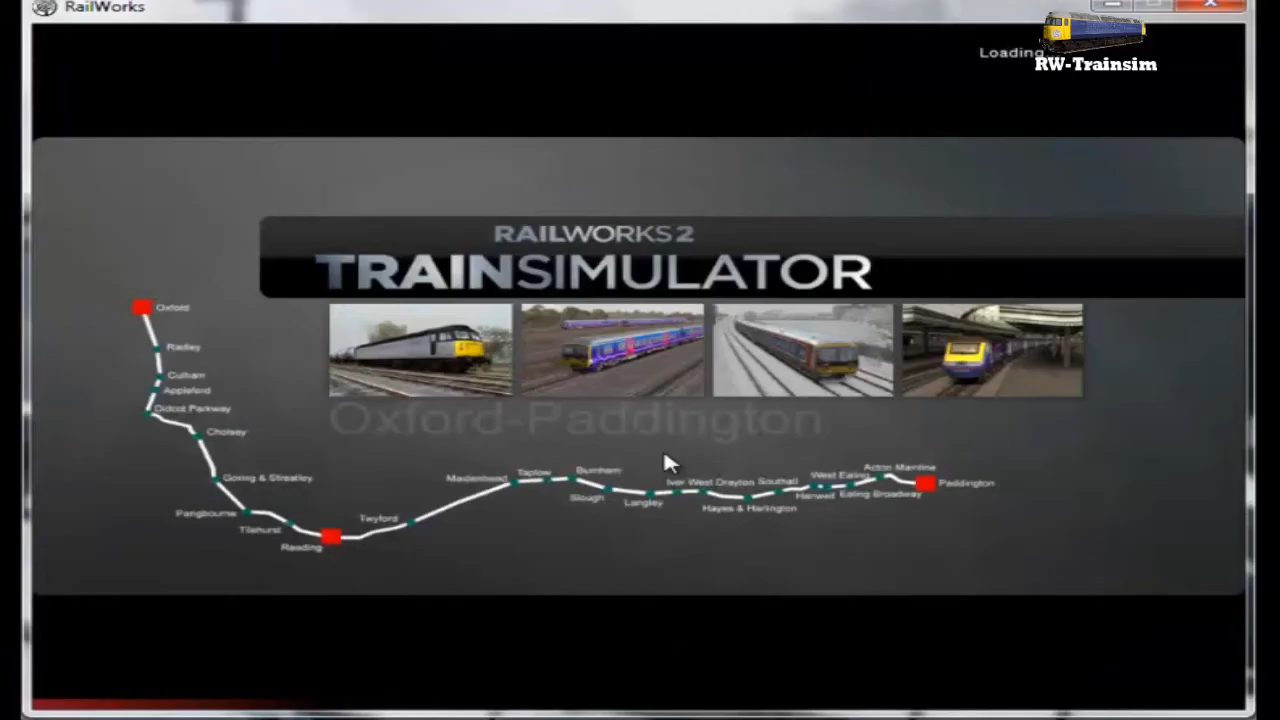 RailWorks
Loading...
RW-Trainsim
RAILWORKS 2
TRAINSIMULATOR
Oxford
Oxford-Paddington
Radley
Culham
Appleford
Didcot Parkway
Cholsey
Goring & Streatley
Pangbourne
Tilehurst
Reading
Twyford
Maidenhead
Taplow
Burnham
Slough
Langley
Iver
West Drayton
Hayes & Harlington
Southall
Hanwell
West Ealing
Ealing Broadway
Acton Mainline
Paddington